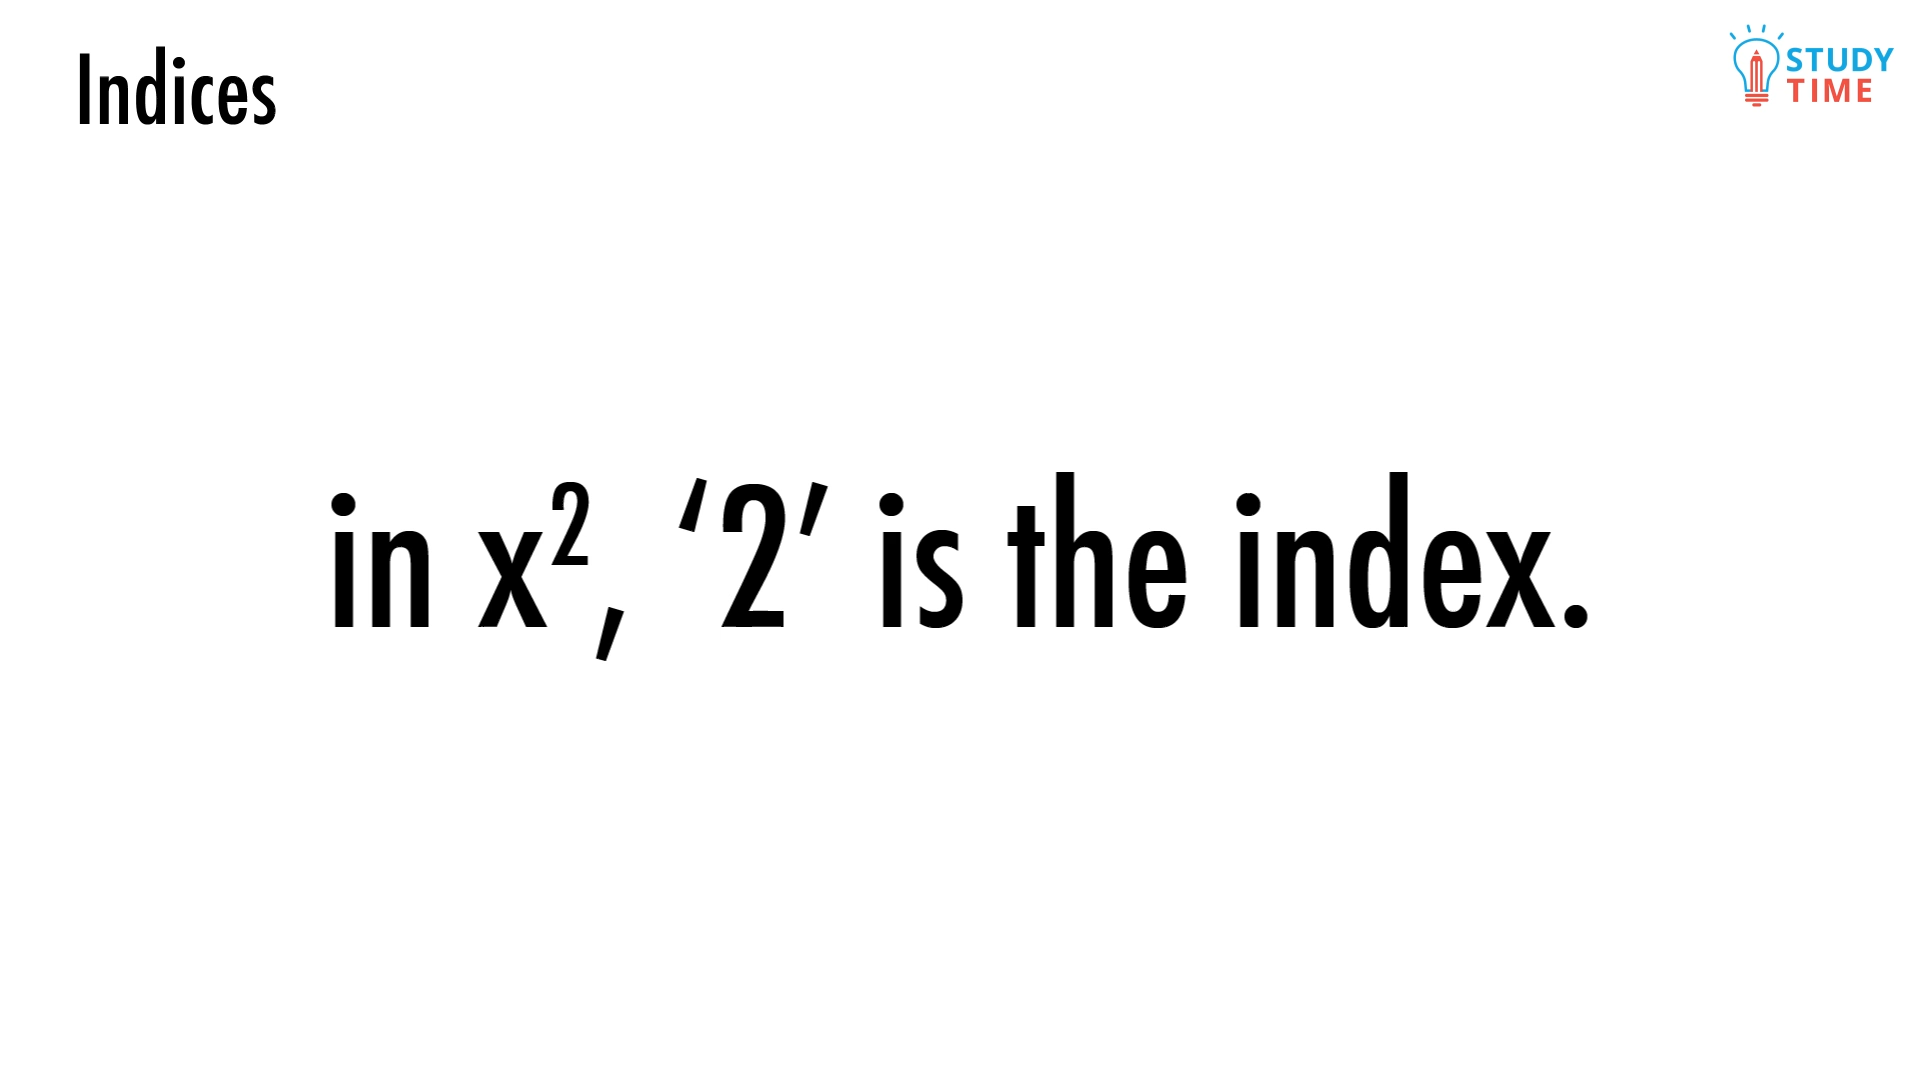 Indices
STUDY
TIME
in x², ‘2’ is the index.